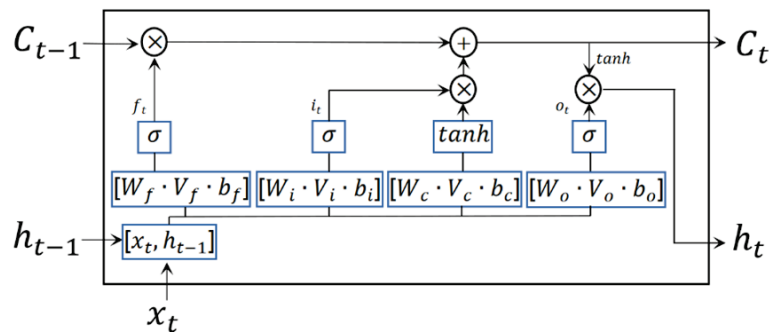 C_{t-1} × + C_t
tanh
f_t i_t × o_t ×
σ σ tanh σ
[W_f · V_f · b_f] [W_i · V_i · b_i] [W_c · V_c · b_c] [W_o · V_o · b_o]
h_{t-1} [x_t, h_{t-1}] h_t
x_t